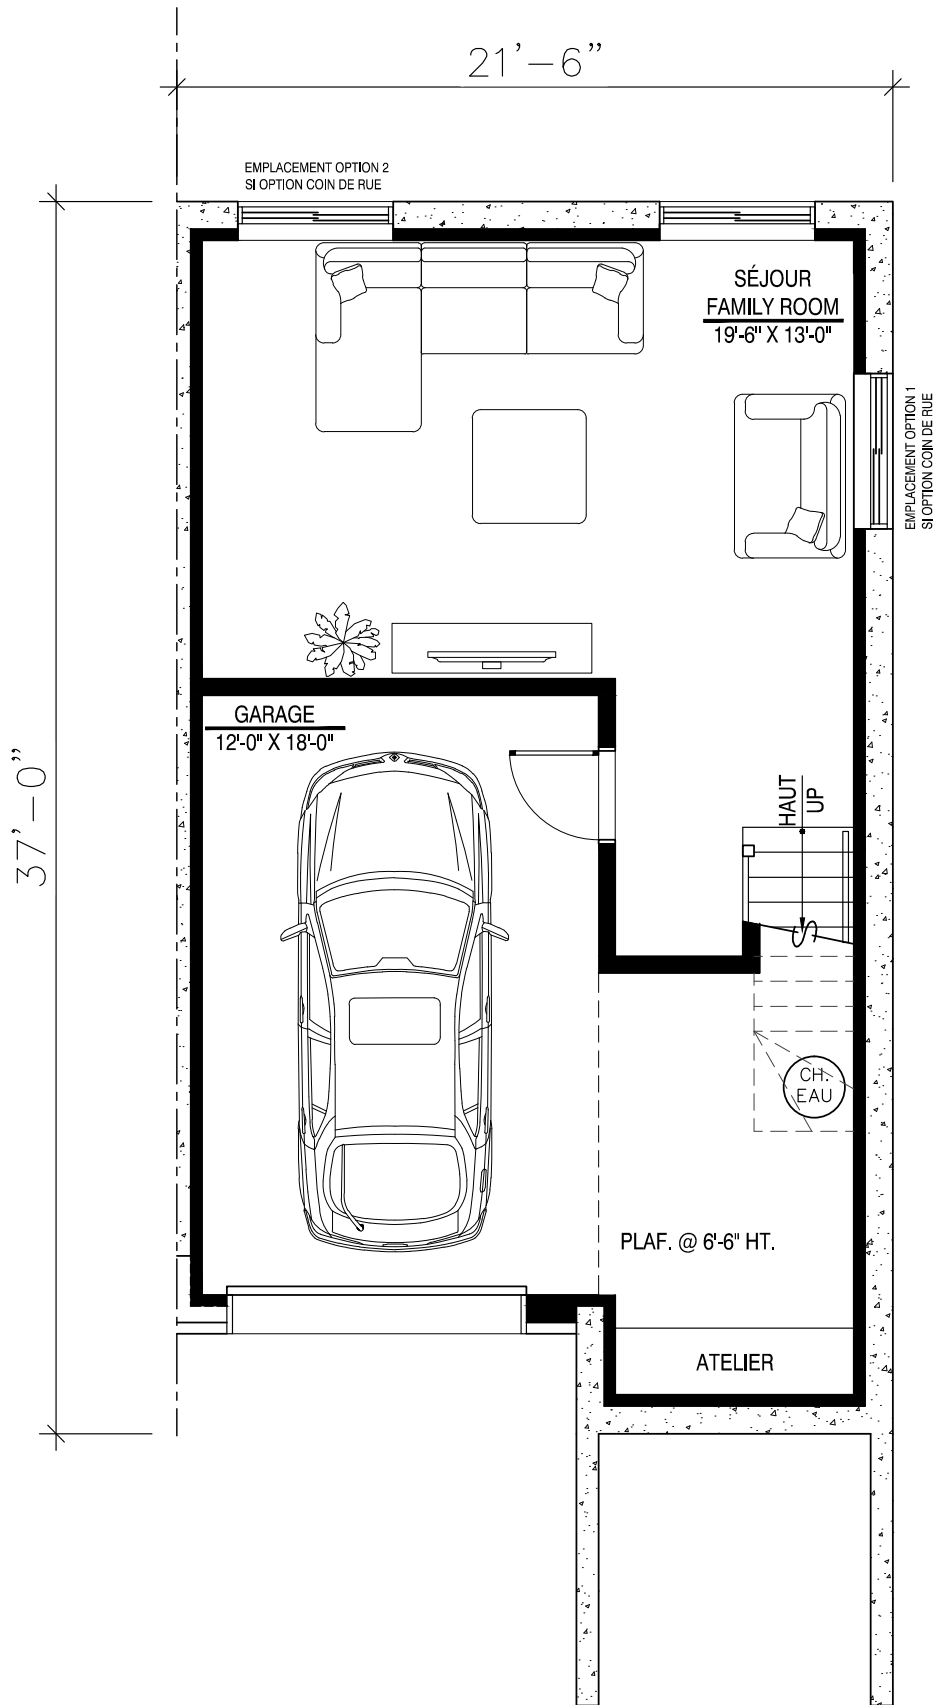 21'-6"
EMPLACEMENT OPTION 2
SI OPTION COIN DE RUE
SÉJOUR
FAMILY ROOM
19'-6" X 13'-0"
EMPLACEMENT OPTION 1
SI OPTION COIN DE RUE
GARAGE
12'-0" X 18'-0"
37'-0"
HAUT
UP
CH.
EAU
PLAF. @ 6'-6" HT.
ATELIER